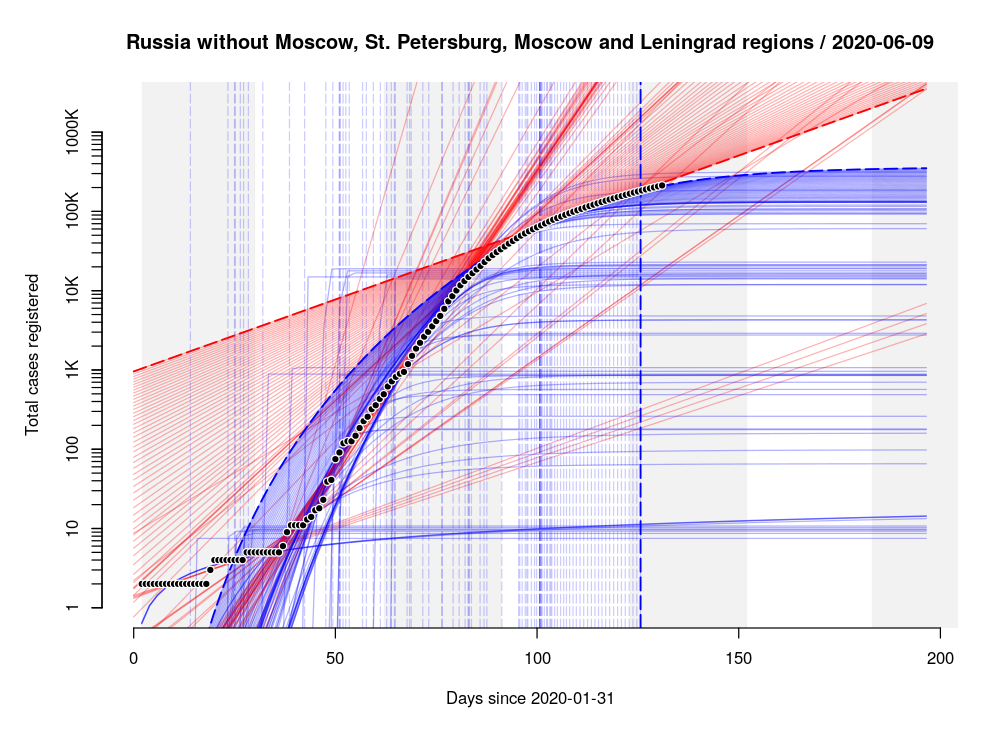 Russia without Moscow, St. Petersburg, Moscow and Leningrad regions / 2020-06-09
Total cases registered
1000K
100K
10K
1K
100
10
1
0
50
100
150
200
Days since 2020-01-31